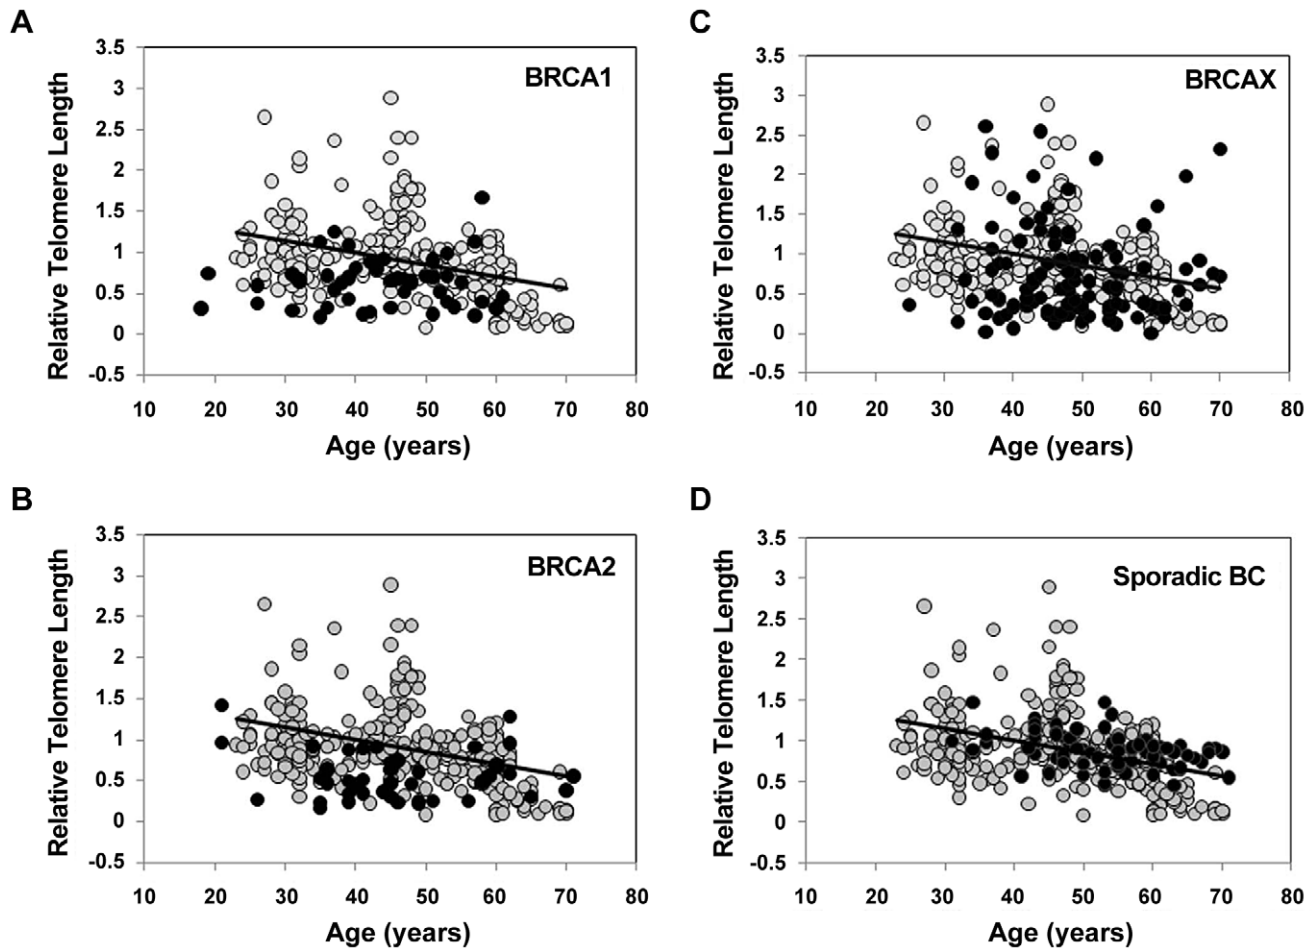 A
BRCA1
Relative Telomere Length
3.5
3
2.5
2
1.5
1
0.5
0
-0.5
10 20 30 40 50 60 70 80
Age (years)
B
BRCA2
Relative Telomere Length
3.5
3
2.5
2
1.5
1
0.5
0
-0.5
10 20 30 40 50 60 70 80
Age (years)
C
BRCAX
Relative Telomere Length
3.5
3
2.5
2
1.5
1
0.5
0
-0.5
10 20 30 40 50 60 70 80
Age (years)
D
Sporadic BC
Relative Telomere Length
3.5
3
2.5
2
1.5
1
0.5
0
-0.5
10 20 30 40 50 60 70 80
Age (years)